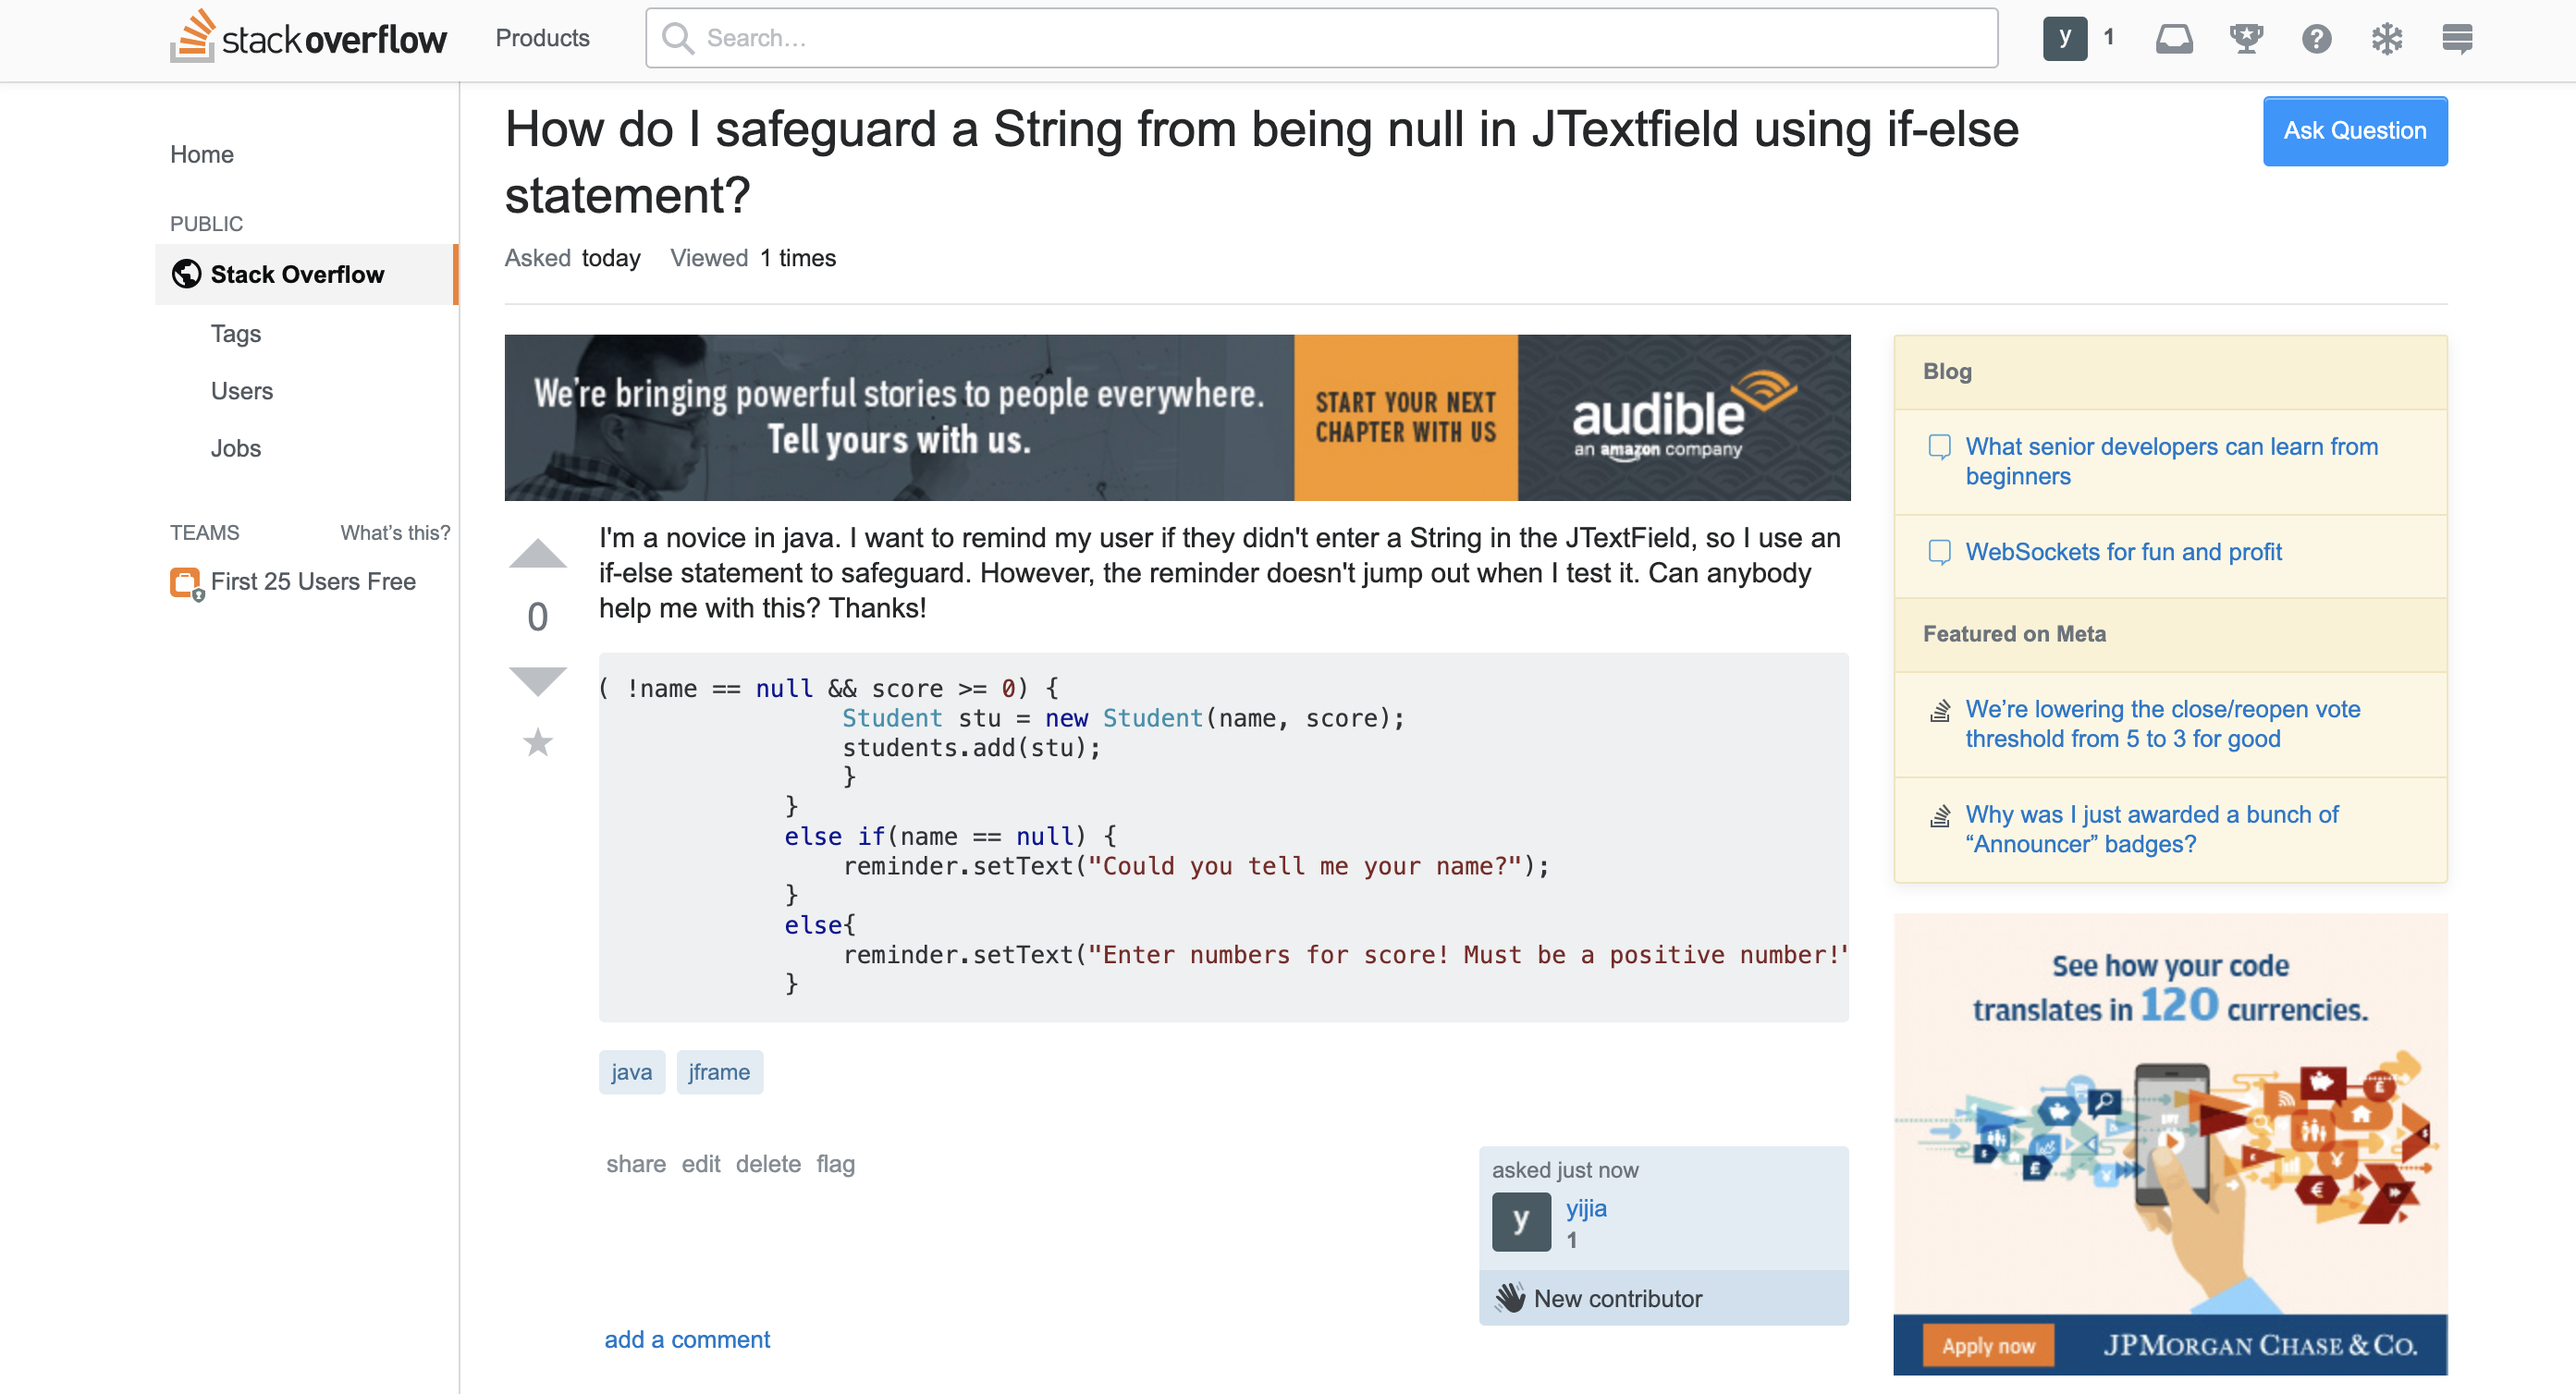 stackoverflow
Products
Search…
y 1
How do I safeguard a String from being null in JTextfield using if-else
statement?
Ask Question
Asked today Viewed 1 times
Home
PUBLIC
Stack Overflow
Tags
Users
Jobs
TEAMS What's this?
First 25 Users Free
We're bringing powerful stories to people everywhere.
Tell yours with us.
START YOUR NEXT
CHAPTER WITH US
audible
an amazon company
I'm a novice in java. I want to remind my user if they didn't enter a String in the JTextField, so I use an
if-else statement to safeguard. However, the reminder doesn't jump out when I test it. Can anybody
help me with this? Thanks!
0
( !name == null && score >= 0) {
Student stu = new Student(name, score);
students.add(stu);
}
}
else if(name == null) {
reminder.setText("Could you tell me your name?");
}
else{
reminder.setText("Enter numbers for score! Must be a positive number!"
}
java jframe
share edit delete flag
asked just now
y
yijia
1
New contributor
add a comment
Blog
What senior developers can learn from
beginners
WebSockets for fun and profit
Featured on Meta
We're lowering the close/reopen vote
threshold from 5 to 3 for good
Why was I just awarded a bunch of
“Announcer” badges?
See how your code
translates in 120 currencies.
Apply now
JPMORGAN CHASE & CO.